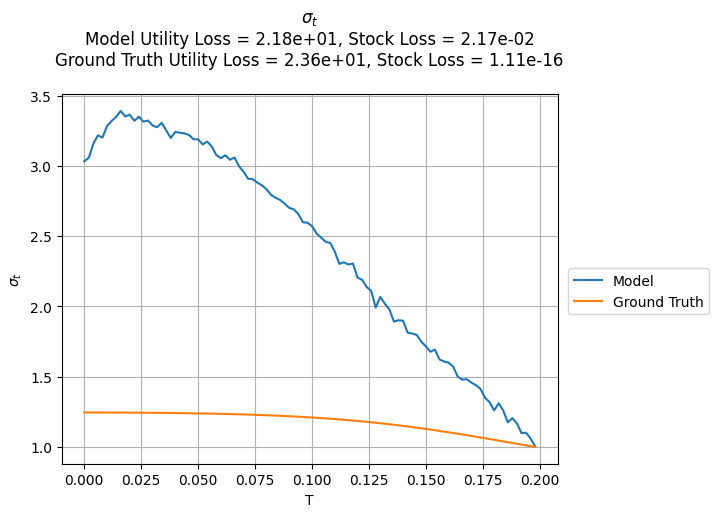 σt
Model Utility Loss = 2.18e+01, Stock Loss = 2.17e-02
Ground Truth Utility Loss = 2.36e+01, Stock Loss = 1.11e-16
3.5
3.0
2.5
2.0
1.5
1.0
σt
0.000 0.025 0.050 0.075 0.100 0.125 0.150 0.175 0.200
T
Model
Ground Truth